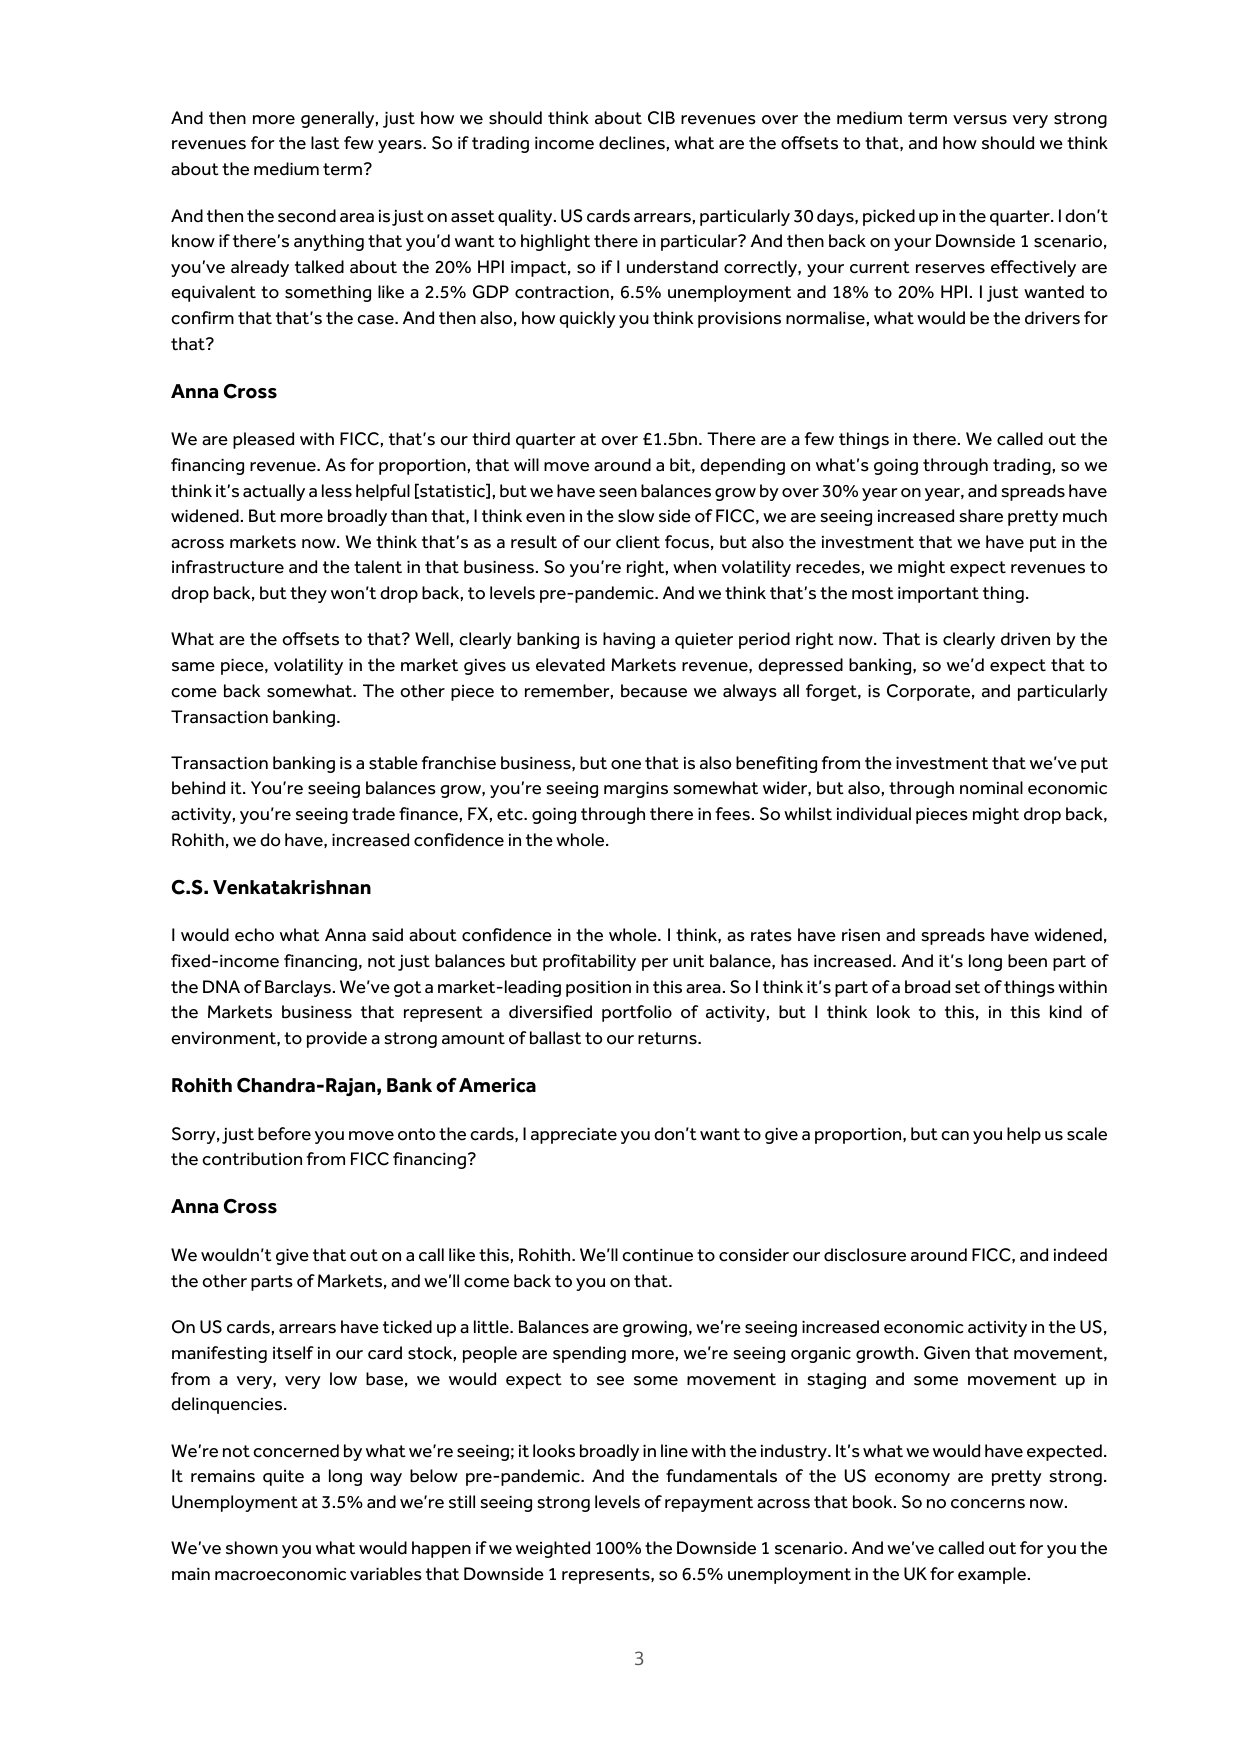 And then more generally, just how we should think about CIB revenues over the medium term versus very strong
revenues for the last few years. So if trading income declines, what are the offsets to that, and how should we think
about the medium term?
And then the second area is just on asset quality. US cards arrears, particularly 30 days, picked up in the quarter. I don't
know if there's anything that you'd want to highlight there in particular? And then back on your Downside 1 scenario,
you've already talked about the 20% HPI impact, so if I understand correctly, your current reserves effectively are
equivalent to something like a 2.5% GDP contraction, 6.5% unemployment and 18% to 20% HPI. I just wanted to
confirm that that's the case. And then also, how quickly you think provisions normalise, what would be the drivers for
that?
Anna Cross
We are pleased with FICC, that's our third quarter at over £1.5bn. There are a few things in there. We called out the
financing revenue. As for proportion, that will move around a bit, depending on what's going through trading, so we
think it's actually a less helpful [statistic], but we have seen balances grow by over 30% year on year, and spreads have
widened. But more broadly than that, I think even in the slow side of FICC, we are seeing increased share pretty much
across markets now. We think that's as a result of our client focus, but also the investment that we have put in the
infrastructure and the talent in that business. So you're right, when volatility recedes, we might expect revenues to
drop back, but they won't drop back, to levels pre-pandemic. And we think that's the most important thing.
What are the offsets to that? Well, clearly banking is having a quieter period right now. That is clearly driven by the
same piece, volatility in the market gives us elevated Markets revenue, depressed banking, so we'd expect that to
come back somewhat. The other piece to remember, because we always all forget, is Corporate, and particularly
Transaction banking.
Transaction banking is a stable franchise business, but one that is also benefiting from the investment that we've put
behind it. You're seeing balances grow, you're seeing margins somewhat wider, but also, through nominal economic
activity, you're seeing trade finance, FX, etc. going through there in fees. So whilst individual pieces might drop back,
Rohith, we do have, increased confidence in the whole.
C.S. Venkatakrishnan
I would echo what Anna said about confidence in the whole. I think, as rates have risen and spreads have widened,
fixed-income financing, not just balances but profitability per unit balance, has increased. And it's long been part of
the DNA of Barclays. We've got a market-leading position in this area. So I think it's part of a broad set of things within
the Markets business that represent a diversified portfolio of activity, but I think look to this, in this kind of
environment, to provide a strong amount of ballast to our returns.
Rohith Chandra-Rajan, Bank of America
Sorry, just before you move onto the cards, I appreciate you don't want to give a proportion, but can you help us scale
the contribution from FICC financing?
Anna Cross
We wouldn't give that out on a call like this, Rohith. We'll continue to consider our disclosure around FICC, and indeed
the other parts of Markets, and we'll come back to you on that.
On US cards, arrears have ticked up a little. Balances are growing, we're seeing increased economic activity in the US,
manifesting itself in our card stock, people are spending more, we're seeing organic growth. Given that movement,
from a very, very low base, we would expect to see some movement in staging and some movement up in
delinquencies.
We're not concerned by what we're seeing; it looks broadly in line with the industry. It's what we would have expected.
It remains quite a long way below pre-pandemic. And the fundamentals of the US economy are pretty strong.
Unemployment at 3.5% and we're still seeing strong levels of repayment across that book. So no concerns now.
We've shown you what would happen if we weighted 100% the Downside 1 scenario. And we've called out for you the
main macroeconomic variables that Downside 1 represents, so 6.5% unemployment in the UK for example.
3